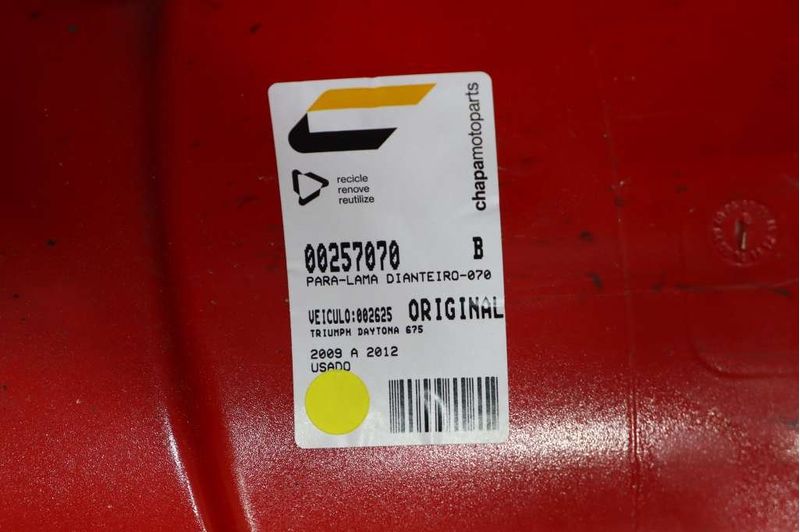 chapamotoparts
recicle
renove
reutilize
00257070 B
PARA-LAMA DIANTEIRO-070
VEICULO:002625 ORIGINAL
TRIUMPH DAYTONA 675
2009 A 2012
USADO